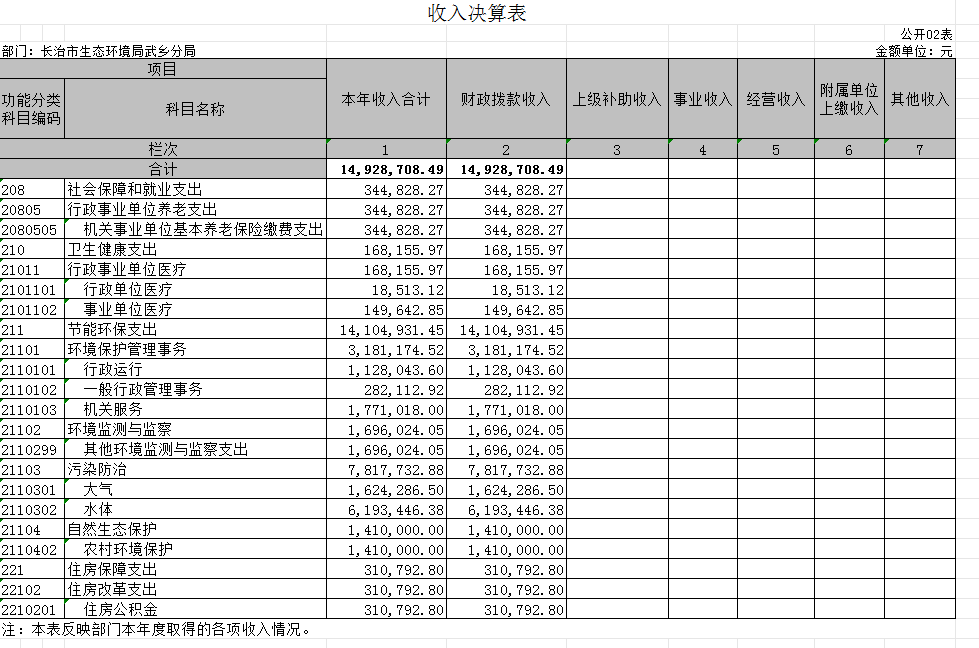 收入决算表
公开02表
部门：长治市生态环境局武乡分局 金额单位：元
项目 本年收入合计 财政拨款收入 上级补助收入 事业收入 经营收入 附属单位上缴收入 其他收入
功能分类科目编码 科目名称
栏次 1 2 3 4 5 6 7
合计 14,928,708.49 14,928,708.49
208 社会保障和就业支出 344,828.27 344,828.27
20805 行政事业单位养老支出 344,828.27 344,828.27
2080505 机关事业单位基本养老保险缴费支出 344,828.27 344,828.27
210 卫生健康支出 168,155.97 168,155.97
21011 行政事业单位医疗 168,155.97 168,155.97
2101101 行政单位医疗 18,513.12 18,513.12
2101102 事业单位医疗 149,642.85 149,642.85
211 节能环保支出 14,104,931.45 14,104,931.45
21101 环境保护管理事务 3,181,174.52 3,181,174.52
2110101 行政运行 1,128,043.60 1,128,043.60
2110102 一般行政管理事务 282,112.92 282,112.92
2110103 机关服务 1,771,018.00 1,771,018.00
21102 环境监测与监察 1,696,024.05 1,696,024.05
2110299 其他环境监测与监察支出 1,696,024.05 1,696,024.05
21103 污染防治 7,817,732.88 7,817,732.88
2110301 大气 1,624,286.50 1,624,286.50
2110302 水体 6,193,446.38 6,193,446.38
21104 自然生态保护 1,410,000.00 1,410,000.00
2110402 农村环境保护 1,410,000.00 1,410,000.00
221 住房保障支出 310,792.80 310,792.80
22102 住房改革支出 310,792.80 310,792.80
2210201 住房公积金 310,792.80 310,792.80
注：本表反映部门本年度取得的各项收入情况。